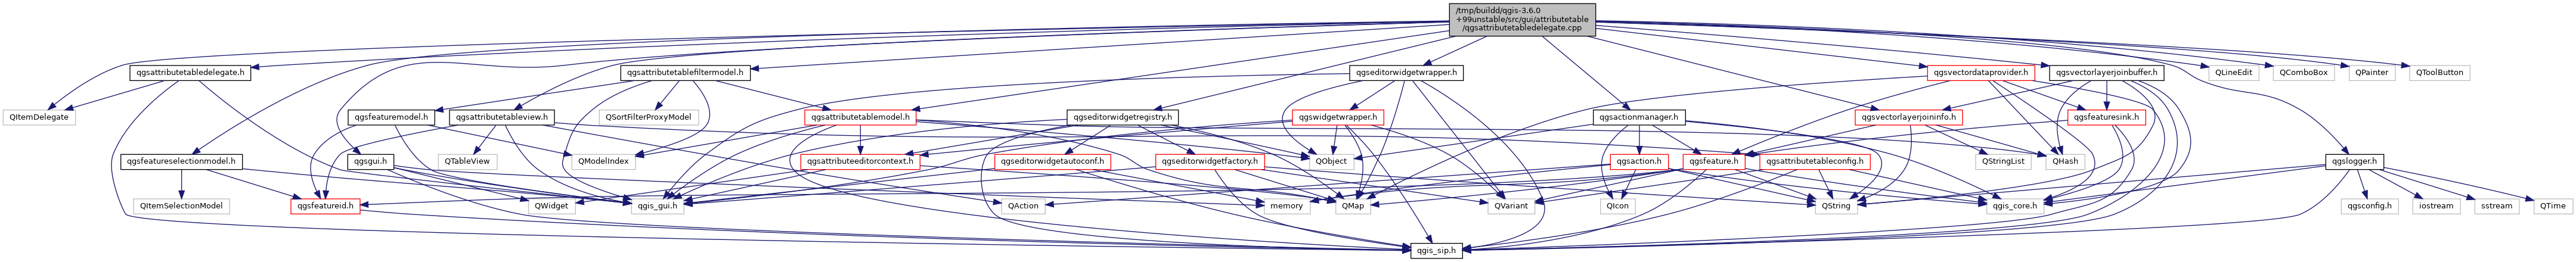 /tmp/buildd/qgis-3.6.0
+99unstable/src/gui/attributetable
/qgsattributetabledelegate.cpp
qgsattributetabledelegate.h
qgsattributetablefiltermodel.h
qgseditorwidgetwrapper.h
qgsvectordataprovider.h
qgsvectorlayerjoinbuffer.h
QLineEdit
QComboBox
QPainter
QToolButton
QItemDelegate
qgsfeaturemodel.h
qgsattributetableview.h
QSortFilterProxyModel
qgsattributetablemodel.h
qgseditorwidgetregistry.h
qgswidgetwrapper.h
qgsactionmanager.h
qgsvectorlayerjoininfo.h
qgsfeaturesink.h
qgsfeatureselectionmodel.h
qgsgui.h
QTableView
QModelIndex
qgsattributeeditorcontext.h
qgseditorwidgetautoconf.h
qgseditorwidgetfactory.h
QObject
qgsaction.h
qgsfeature.h
qgsattributetableconfig.h
QStringList
QHash
qgslogger.h
QItemSelectionModel
qgsfeatureid.h
QWidget
qgis_gui.h
QAction
memory
QMap
QVariant
QIcon
QString
qgis_core.h
qgsconfig.h
iostream
sstream
QTime
qgis_sip.h